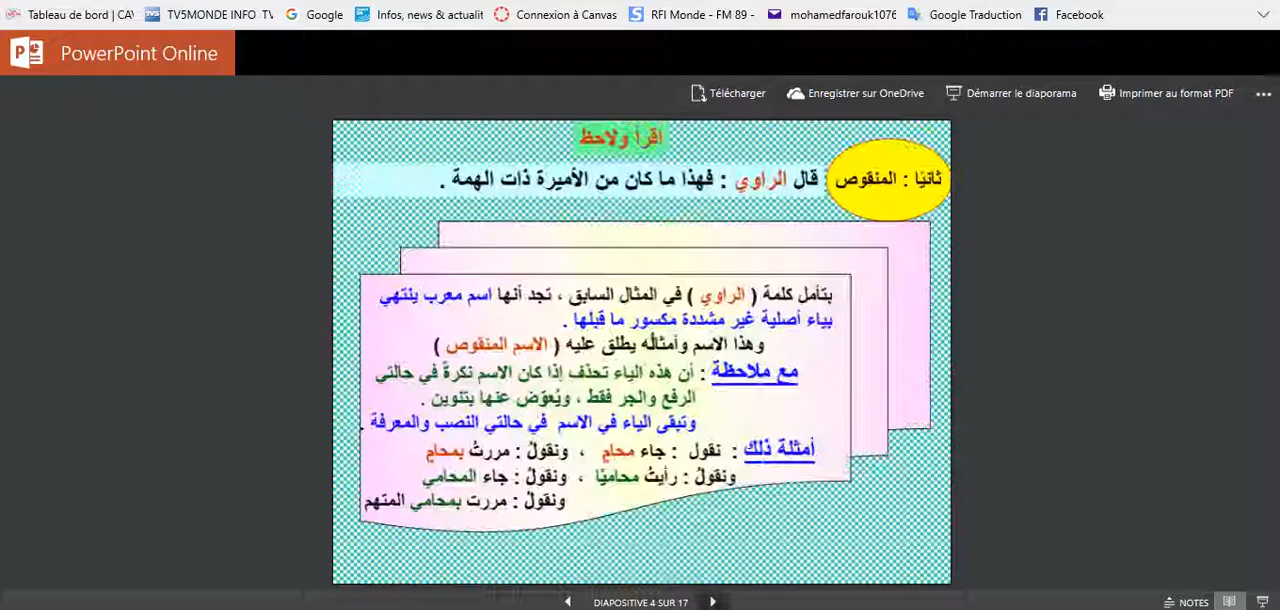 Tableau de bord | CAV
TV5MONDE INFO TV
Google
Infos, news & actualit
Connexion à Canvas
RFI Monde - FM 89 -
mohamedfarouk1076
Google Traduction
Facebook
PowerPoint Online
Télécharger
Enregistrer sur OneDrive
Démarrer le diaporama
Imprimer au format PDF
اقرأ ولاحظ
ثانيًا : المنقوص
قال الراوي : فهذا ما كان من الأميرة ذات الهمة .
بتأمل كلمة ( الراوي ) في المثال السابق ، تجد أنها اسم معرب ينتهي
بياء أصلية غير مشددة مكسور ما قبلها .
وهذا الاسم وأمثالُه يطلق عليه ( الاسم المنقوص )
مع ملاحظة : أن هذه الياء تحذف إذا كان الاسم نكرةً في حالتي
الرفع والجر فقط ، ويُعوّض عنها بتنوين .
وتبقى الياء في الاسم في حالتي النصب والمعرفة .
أمثلة ذلك : نقول : جاء محامٍ ، ونقولُ : مررتُ بمحامٍ
ونقولُ : رأيتُ محاميًا ، ونقولُ : جاء المحامي
ونقولُ : مررت بمحامي المتهم
DIAPOSITIVE 4 SUR 17
NOTES